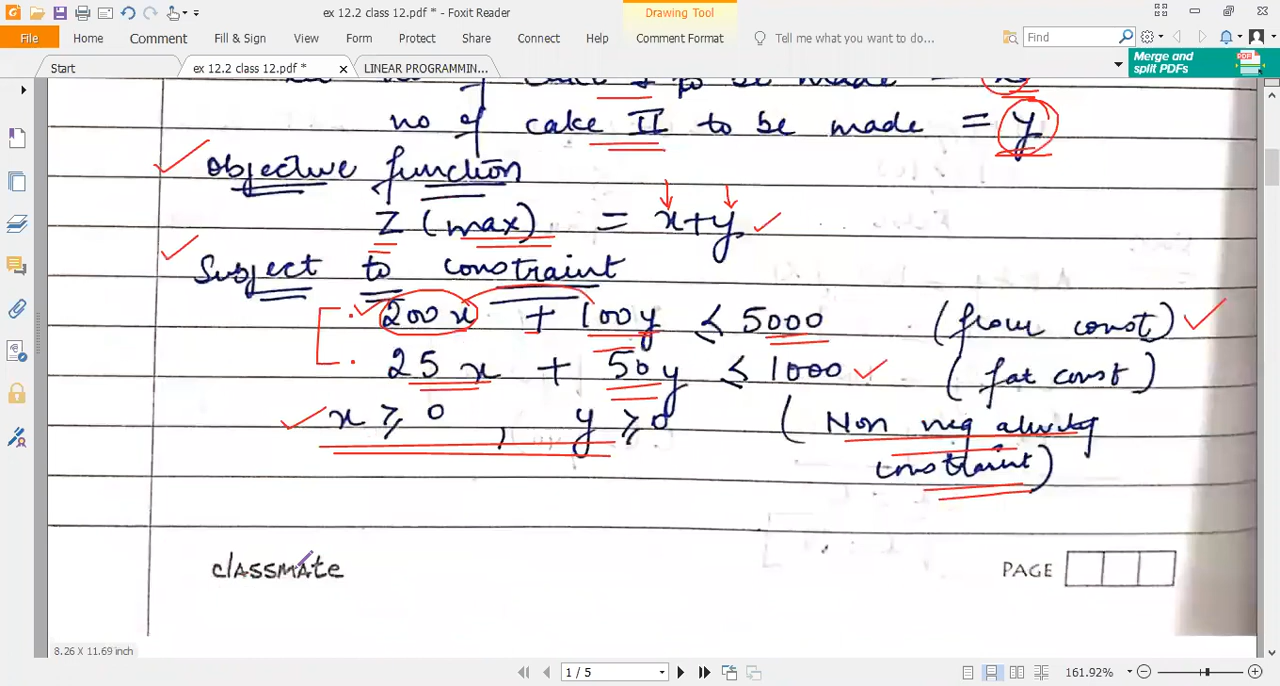 ex 12.2 class 12.pdf * - Foxit Reader
Drawing Tool
File Home Comment Fill & Sign View Form Protect Share Connect Help Comment Format Tell me what you want to do... Find
Start ex 12.2 class 12.pdf * LINEAR PROGRAMMIN... Merge and split PDFs
cake I to be made = x
no of cake II to be made = y
Objective function
Z (max) = x+y
Subject to constraint
200x + 100y ≤ 5000 (flour const)
25x + 50y ≤ 1000 (fat const)
x ≥ 0 , y ≥ 0 (Non neg
constraint)
classmate PAGE
8.26 X 11.69 inch
1 / 5 161.92%